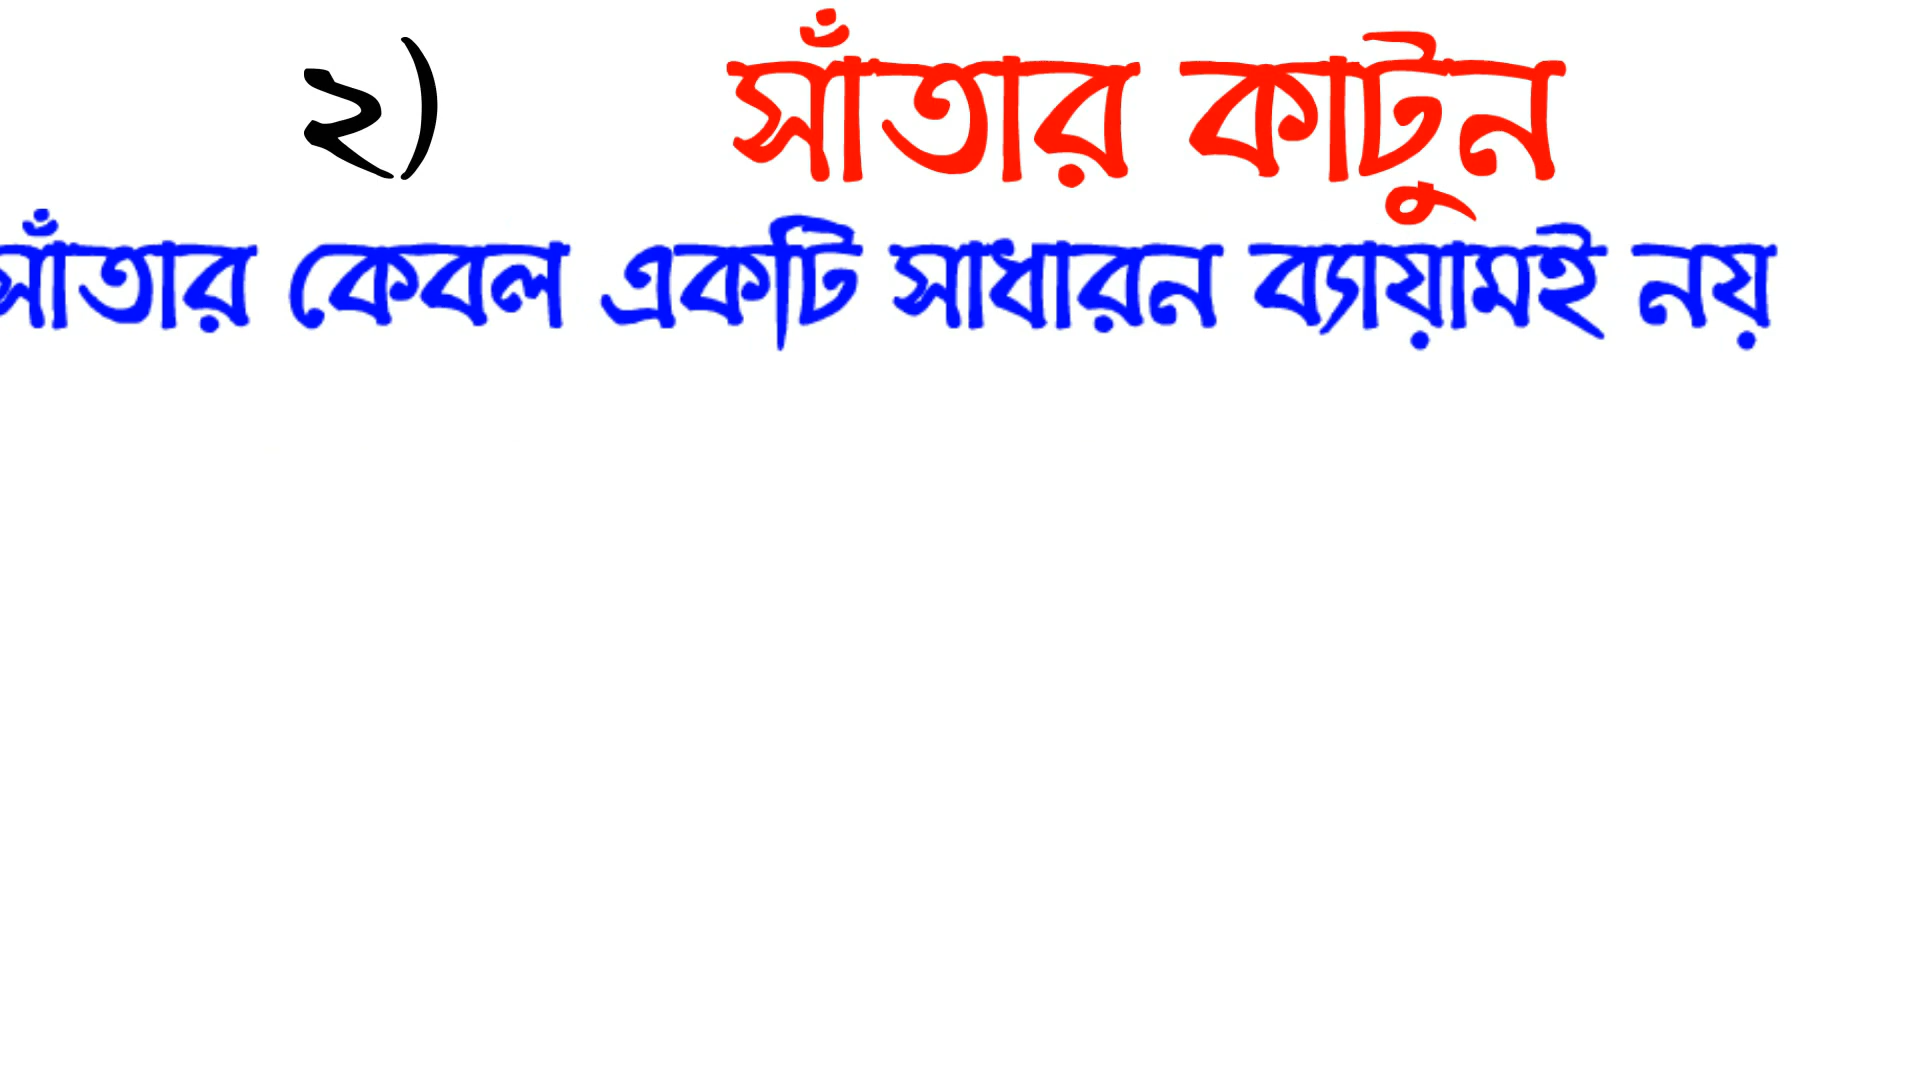 ২) সাঁতার কাটুন
সাঁতার কেবল একটি সাধারন ব্যায়ামই নয়